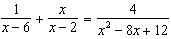 1/(x−6) + x/(x−2) = 4/(x² − 8x + 12)